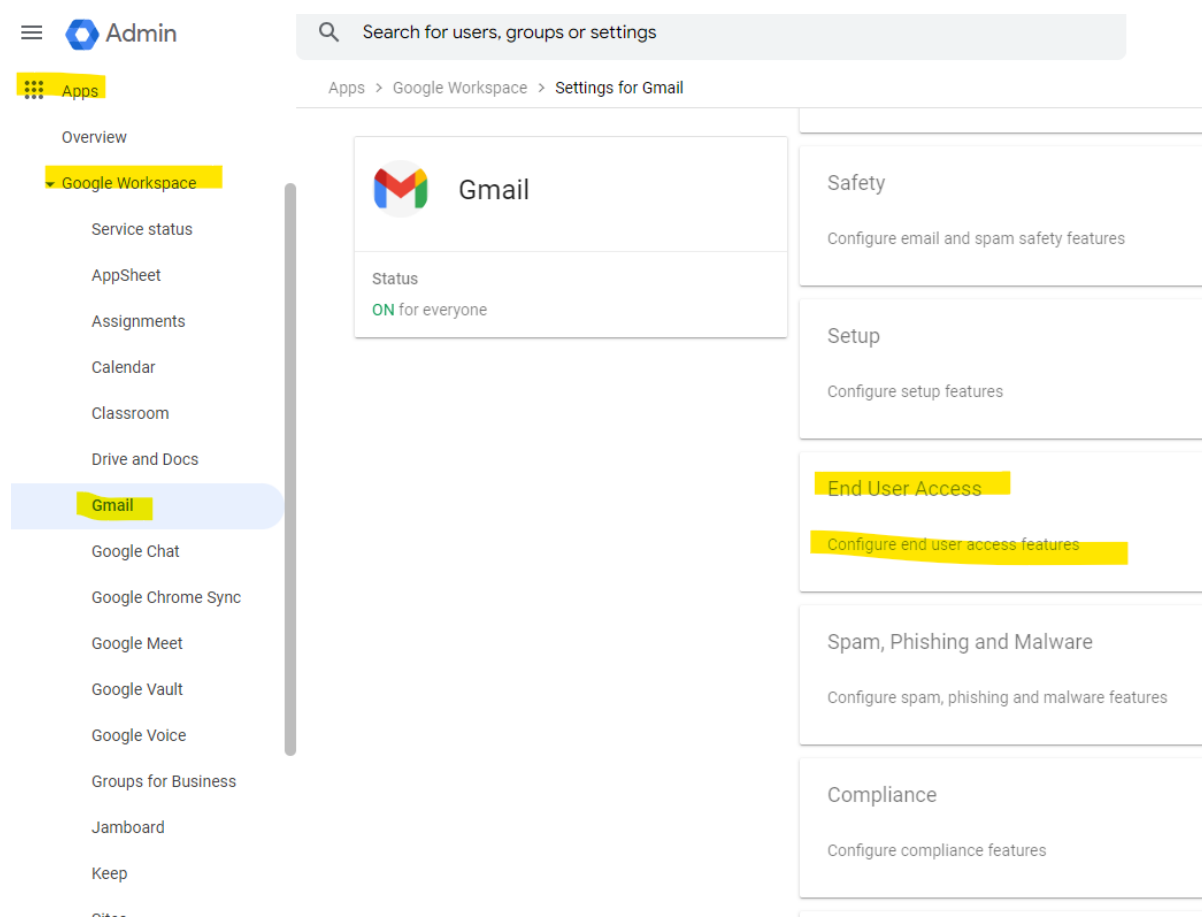 Admin
Search for users, groups or settings
Apps
Overview
Google Workspace
Service status
AppSheet
Assignments
Calendar
Classroom
Drive and Docs
Gmail
Google Chat
Google Chrome Sync
Google Meet
Google Vault
Google Voice
Groups for Business
Jamboard
Keep
Apps > Google Workspace > Settings for Gmail
Gmail
Status
ON for everyone
Safety
Configure email and spam safety features
Setup
Configure setup features
End User Access
Configure end user access features
Spam, Phishing and Malware
Configure spam, phishing and malware features
Compliance
Configure compliance features